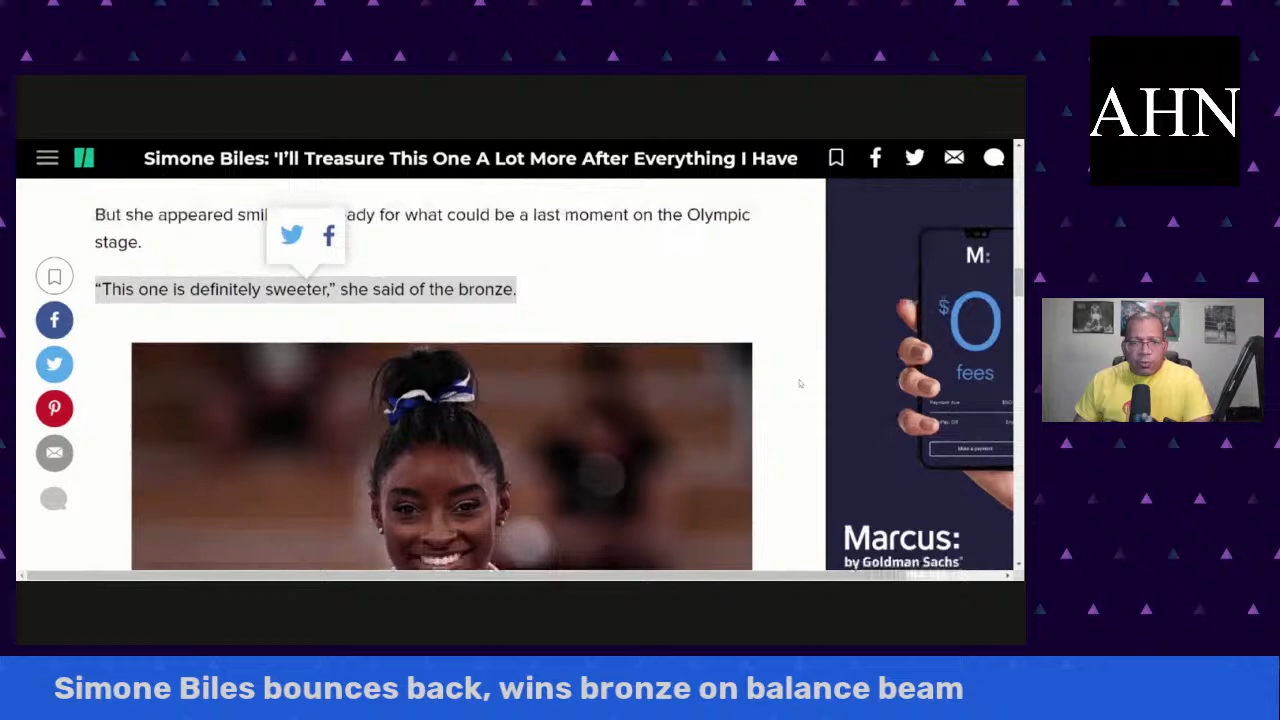 AHN
Simone Biles: 'I'll Treasure This One A Lot More After Everything I Have
But she appeared smil ady for what could be a last moment on the Olympic
stage.
“This one is definitely sweeter,” she said of the bronze.
M:
$0
fees
Make a payment
Marcus:
by Goldman Sachs
Simone Biles bounces back, wins bronze on balance beam